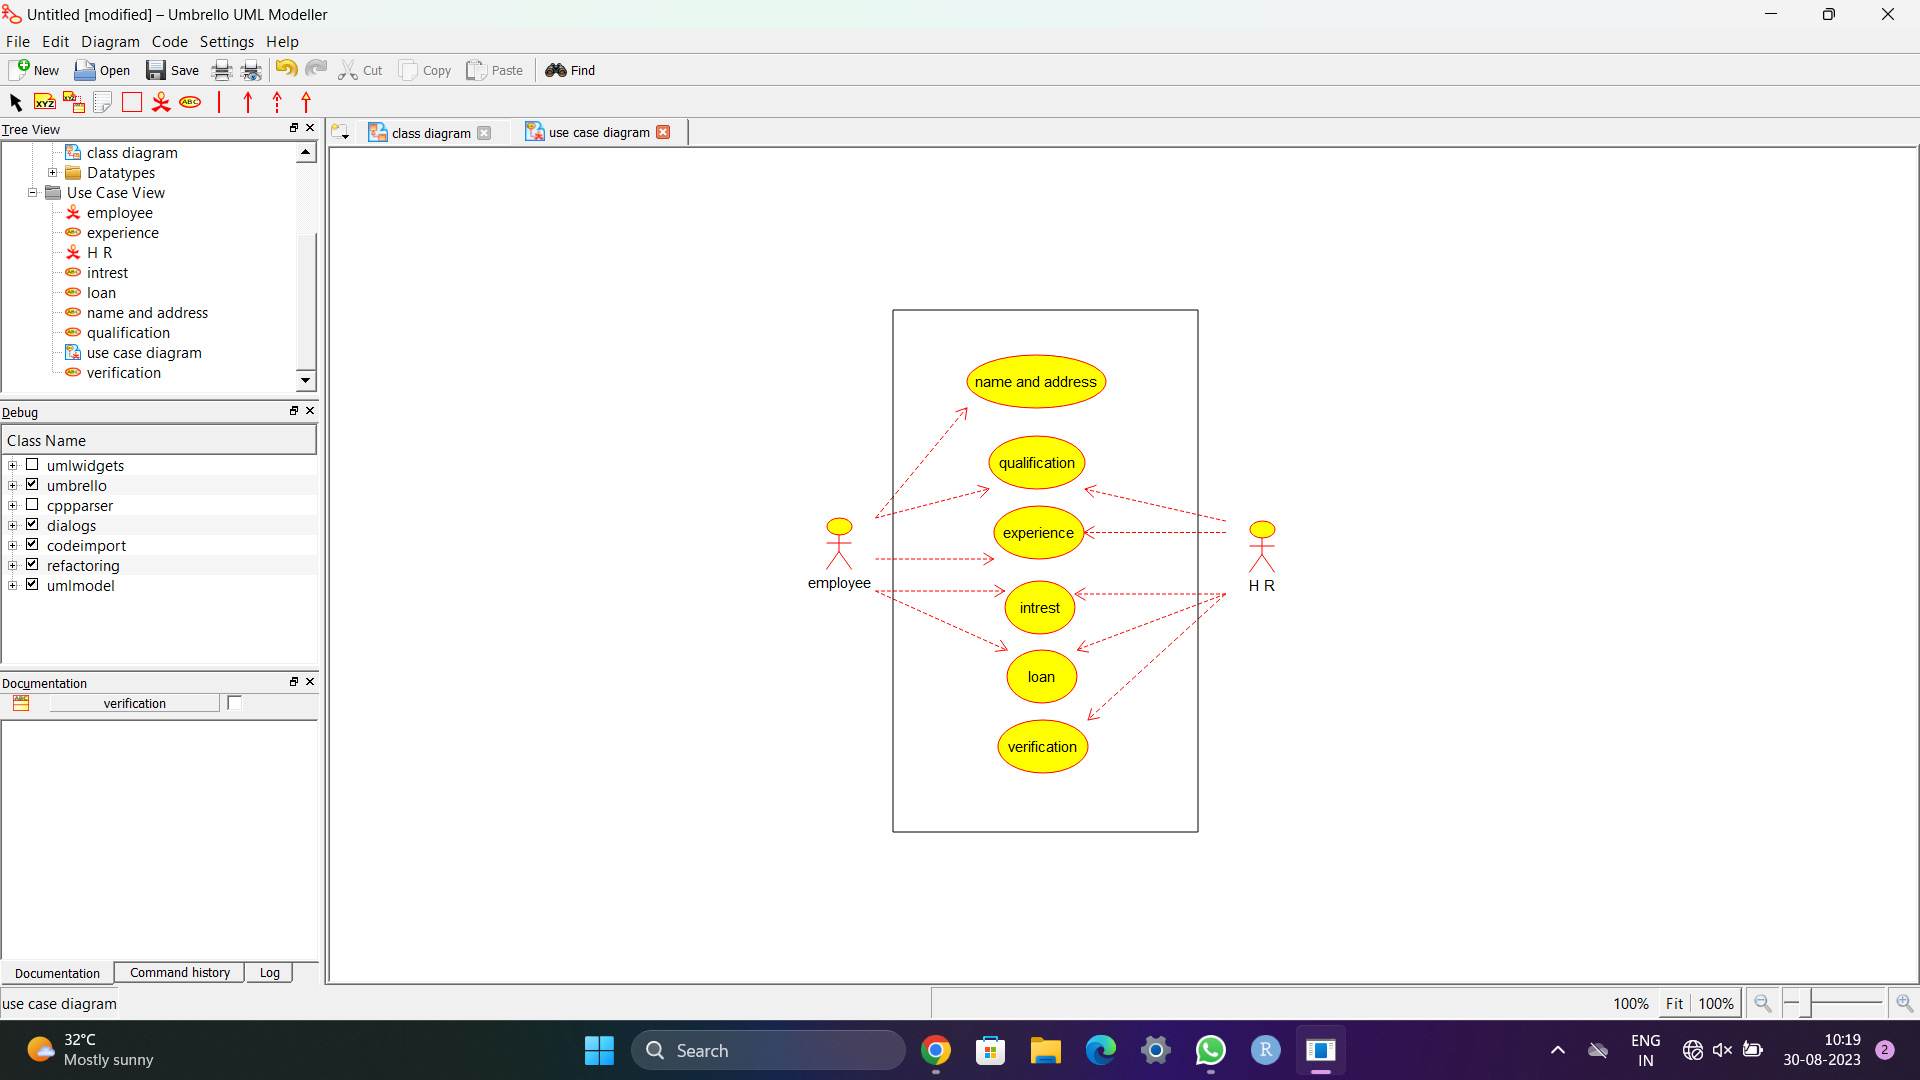 Untitled [modified] – Umbrello UML Modeller
File Edit Diagram Code Settings Help
New Open Save Cut Copy Paste Find
XYZ XYZ ABC
Tree View
class diagram
Datatypes
Use Case View
employee
experience
H R
intrest
loan
name and address
qualification
use case diagram
verification
Debug
Class Name
umlwidgets
umbrello
cppparser
dialogs
codeimport
refactoring
umlmodel
Documentation
verification
Documentation Command history Log
class diagram use case diagram
name and address
qualification
experience
intrest
loan
verification
employee
H R
use case diagram
100% Fit 100%
32°C
Mostly sunny
Search
R
ENG
IN
10:19
30-08-2023
2